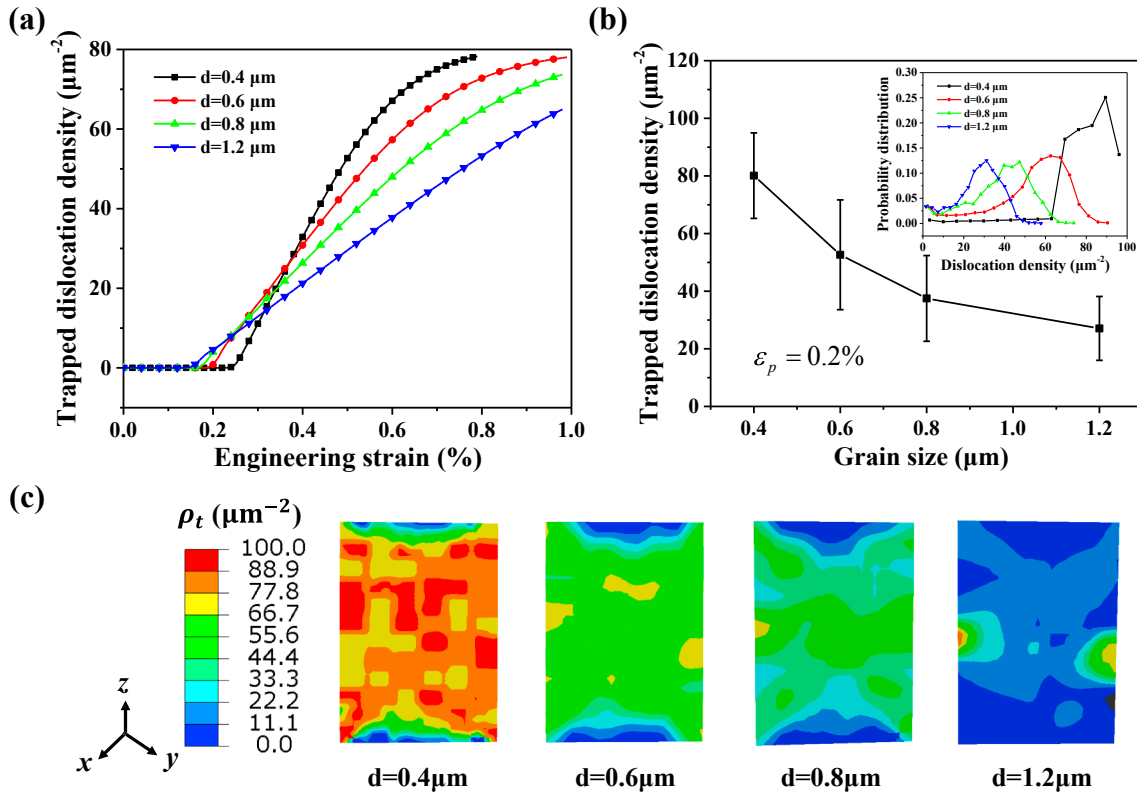 (a)
Trapped dislocation density (μm⁻²)
80
60
40
20
0
d=0.4 μm
d=0.6 μm
d=0.8 μm
d=1.2 μm
0.0 0.2 0.4 0.6 0.8 1.0
Engineering strain (%)
(b)
Trapped dislocation density (μm⁻²)
120
100
80
60
40
20
0
εₚ = 0.2%
0.4 0.6 0.8 1.0 1.2
Grain size (μm)
Probability distribution
0.30
0.25
0.20
0.15
0.10
0.05
0.00
d=0.4 μm
d=0.6 μm
d=0.8 μm
d=1.2 μm
0 20 40 60 80 100
Dislocation density (μm⁻²)
(c)
ρₜ (μm⁻²)
100.0
88.9
77.8
66.7
55.6
44.4
33.3
22.2
11.1
0.0
z
x
y
d=0.4μm d=0.6μm d=0.8μm d=1.2μm